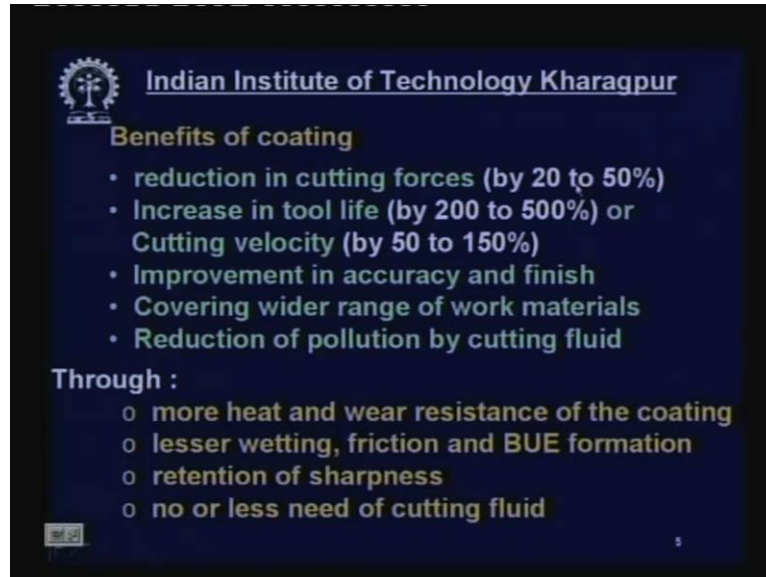 Indian Institute of Technology Kharagpur
Benefits of coating
• reduction in cutting forces (by 20 to 50%)
• Increase in tool life (by 200 to 500%) or
Cutting velocity (by 50 to 150%)
• Improvement in accuracy and finish
• Covering wider range of work materials
• Reduction of pollution by cutting fluid
Through :
o more heat and wear resistance of the coating
o lesser wetting, friction and BUE formation
o retention of sharpness
o no or less need of cutting fluid
5